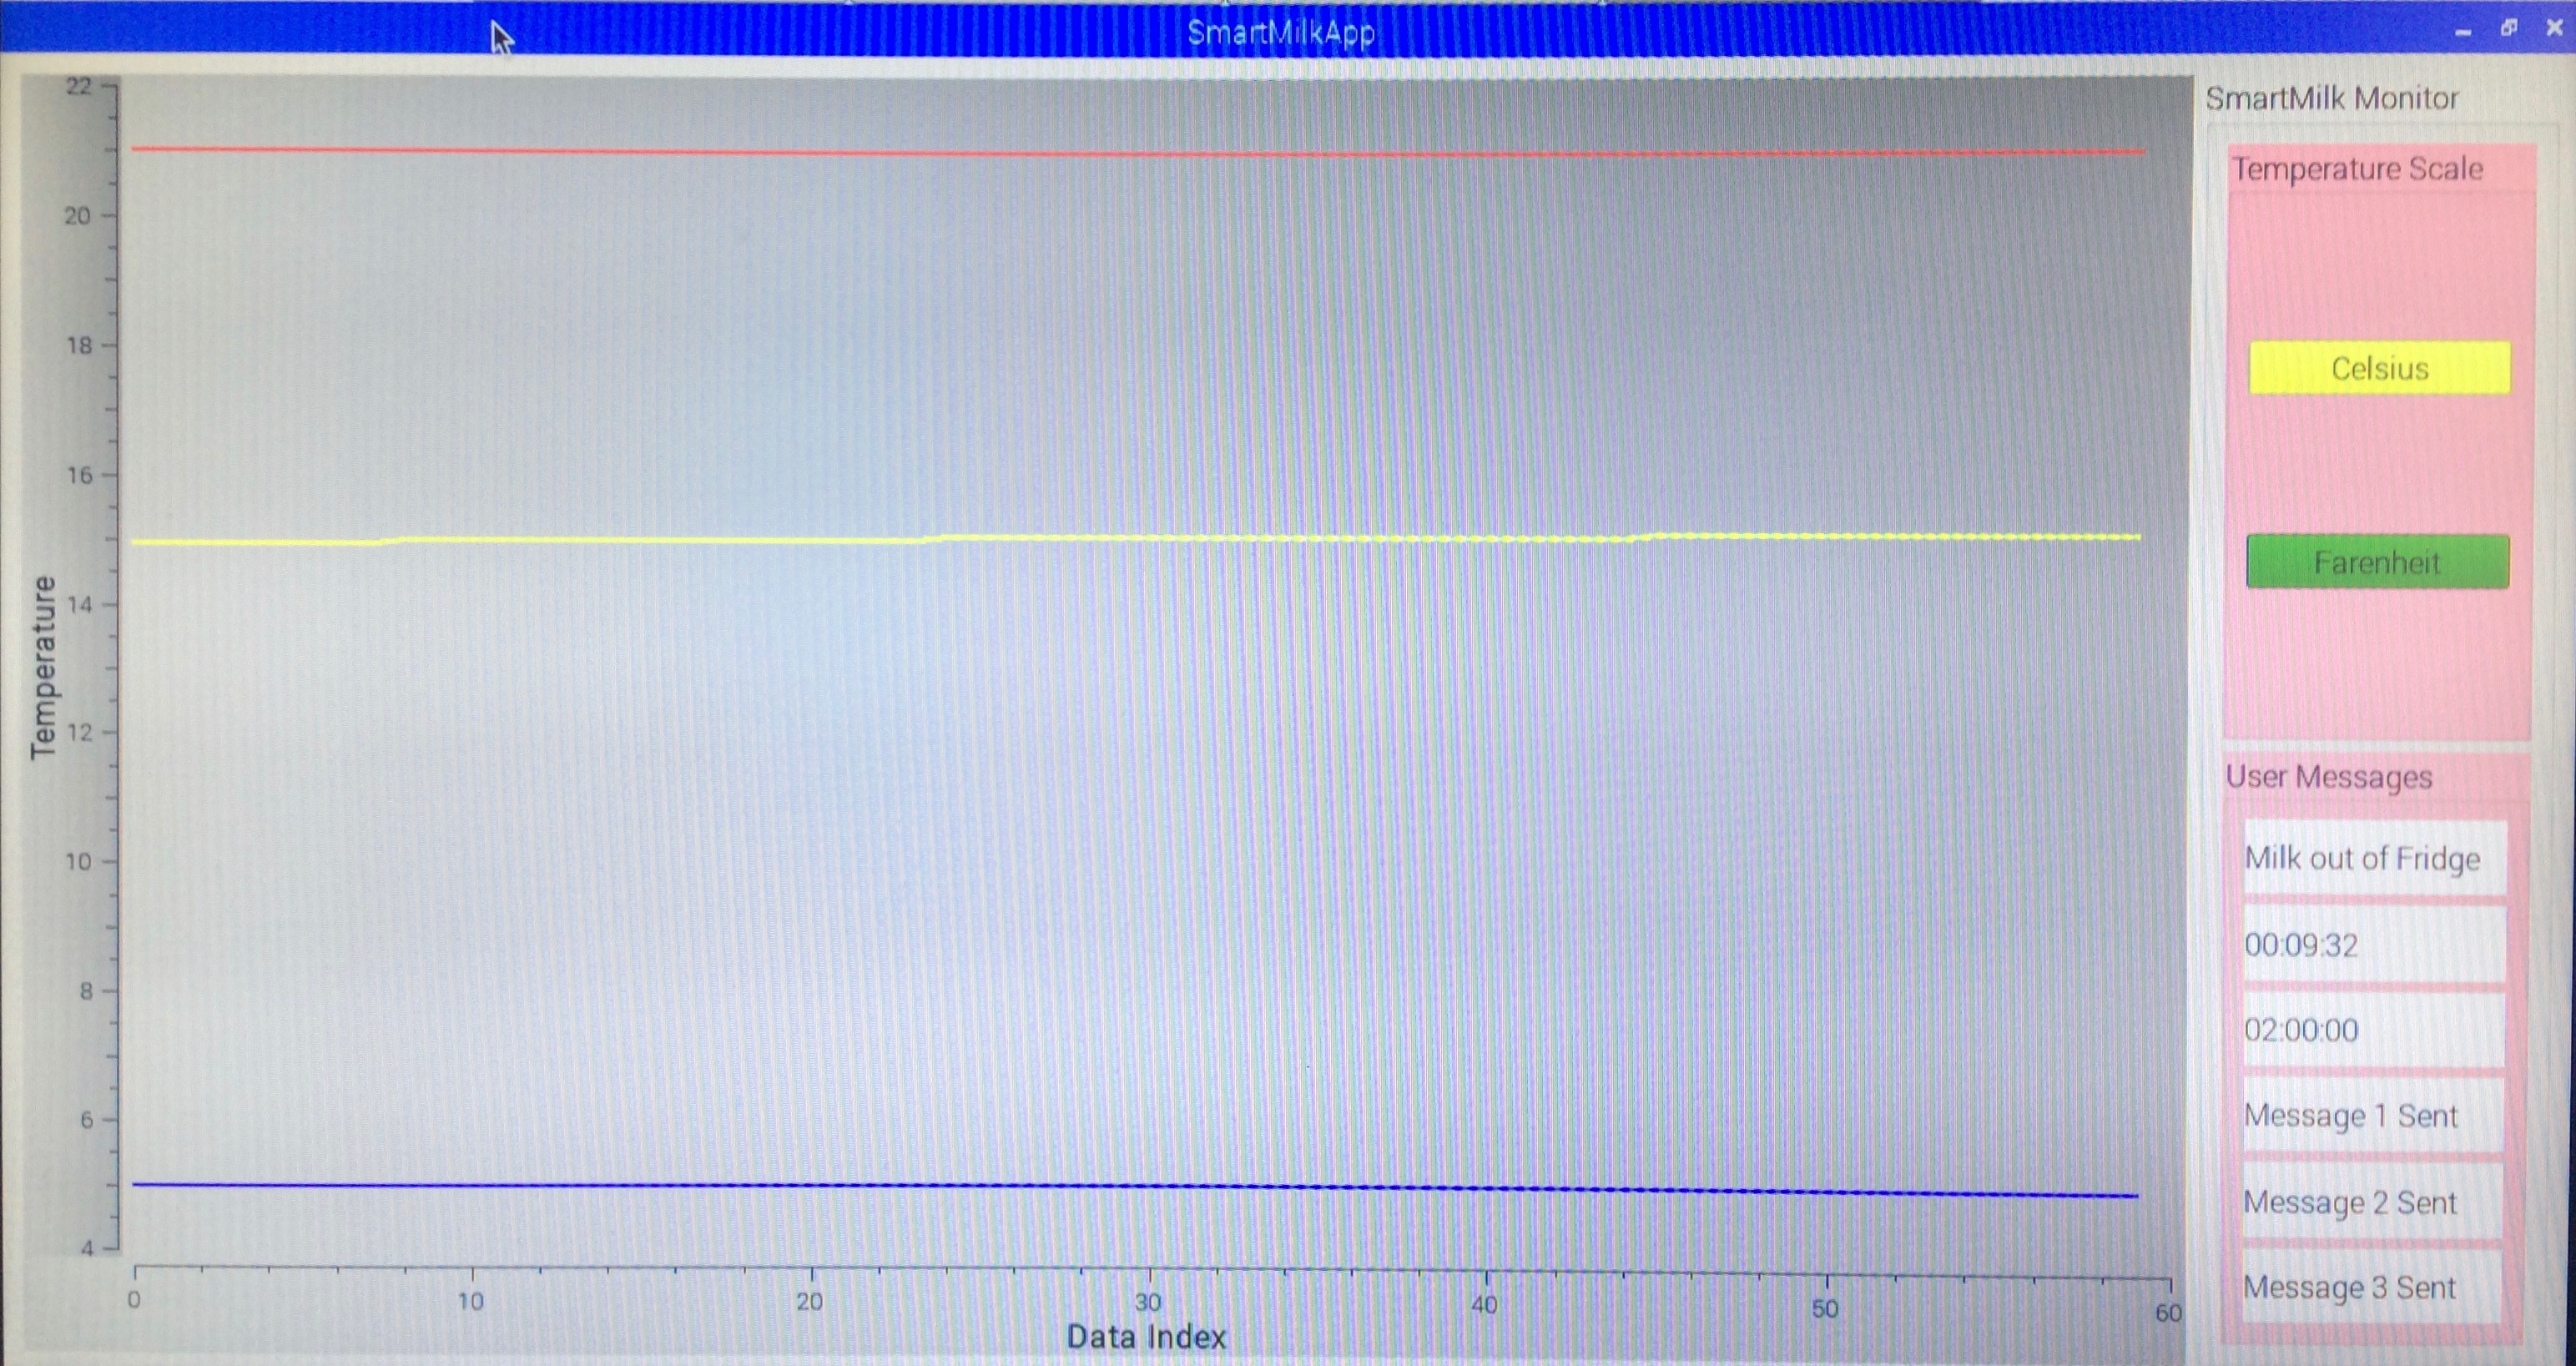 SmartMilkApp
22
20
18
16
14
12
10
8
6
4
Temperature
0 10 20 30 40 50 60
Data Index
SmartMilk Monitor
Temperature Scale
Celsius
Farenheit
User Messages
Milk out of Fridge
00:09:32
02:00:00
Message 1 Sent
Message 2 Sent
Message 3 Sent